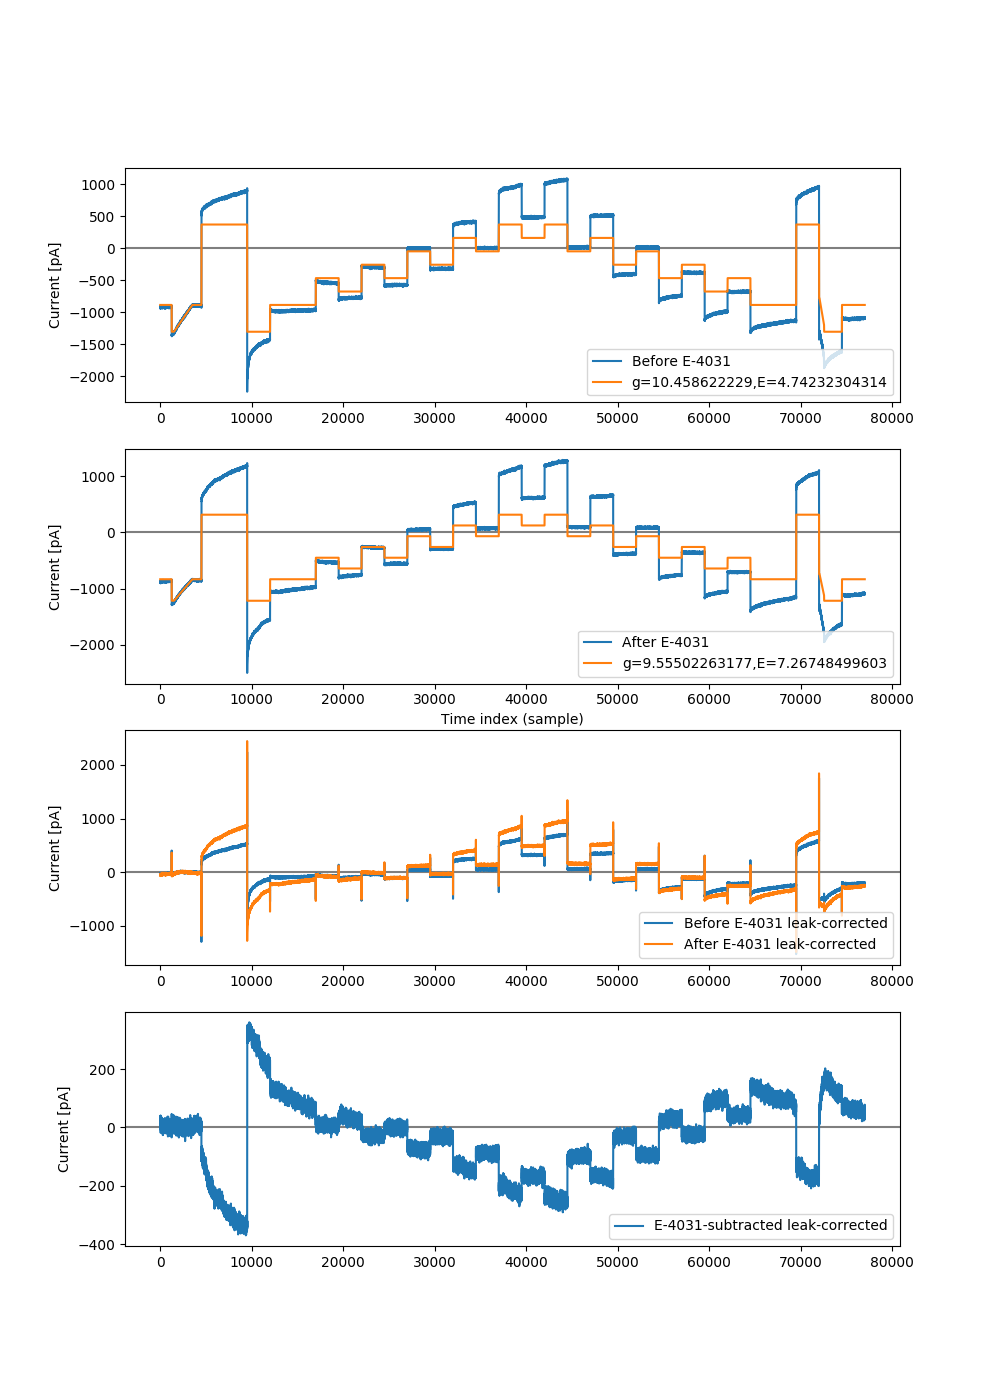 1000
500
0
−500
−1000
−1500
−2000
Current [pA]
Before E-4031
g=10.458622229,E=4.74232304314
0 10000 20000 30000 40000 50000 60000 70000 80000
1000
0
−1000
−2000
Current [pA]
After E-4031
g=9.55502263177,E=7.26748499603
0 10000 20000 30000 40000 50000 60000 70000 80000
Time index (sample)
2000
1000
0
−1000
Current [pA]
Before E-4031 leak-corrected
After E-4031 leak-corrected
0 10000 20000 30000 40000 50000 60000 70000 80000
200
0
−200
−400
Current [pA]
E-4031-subtracted leak-corrected
0 10000 20000 30000 40000 50000 60000 70000 80000